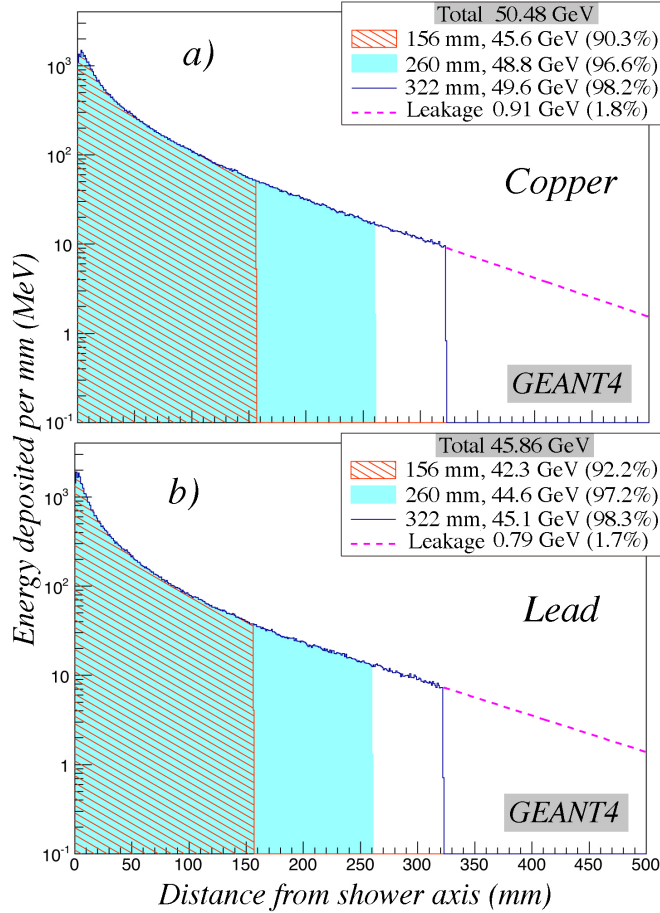 Total 50.48 GeV
156 mm, 45.6 GeV (90.3%)
260 mm, 48.8 GeV (96.6%)
322 mm, 49.6 GeV (98.2%)
Leakage 0.91 GeV (1.8%)
a)
Copper
GEANT4
10³
10²
10
1
10⁻¹
Total 45.86 GeV
156 mm, 42.3 GeV (92.2%)
260 mm, 44.6 GeV (97.2%)
322 mm, 45.1 GeV (98.3%)
Leakage 0.79 GeV (1.7%)
b)
Lead
GEANT4
10³
10²
10
1
10⁻¹
0 50 100 150 200 250 300 350 400 450 500
Distance from shower axis (mm)
Energy deposited per mm (MeV)